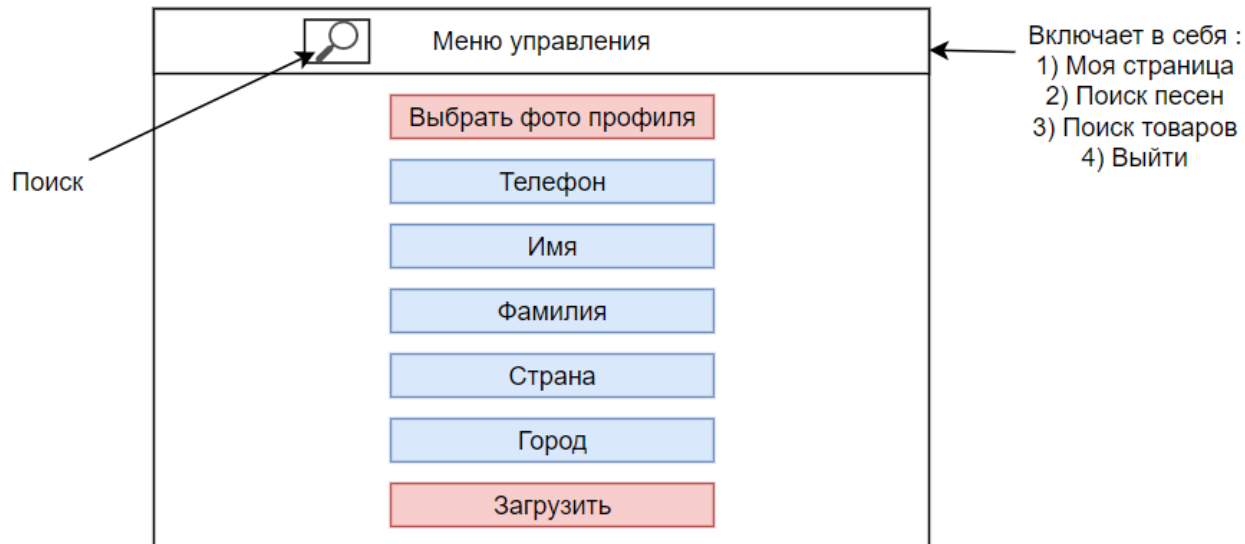 Меню управления
Включает в себя :
1) Моя страница
2) Поиск песен
3) Поиск товаров
4) Выйти
Поиск
Выбрать фото профиля
Телефон
Имя
Фамилия
Страна
Город
Загрузить